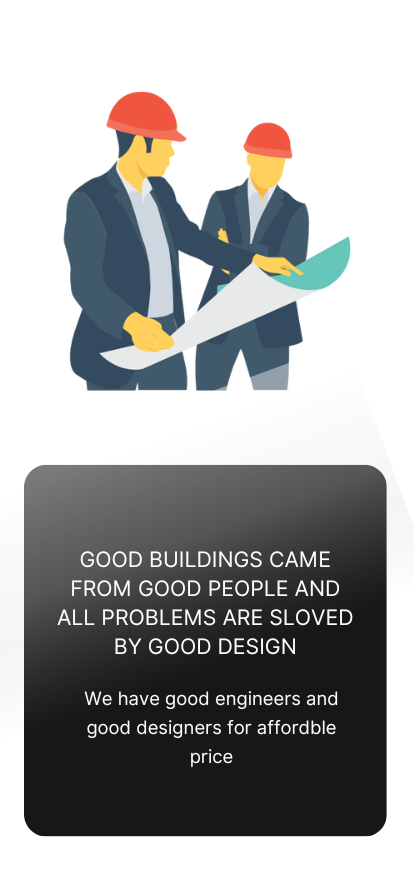 GOOD BUILDINGS CAME
FROM GOOD PEOPLE AND
ALL PROBLEMS ARE SLOVED
BY GOOD DESIGN
We have good engineers and
good designers for affordble
price